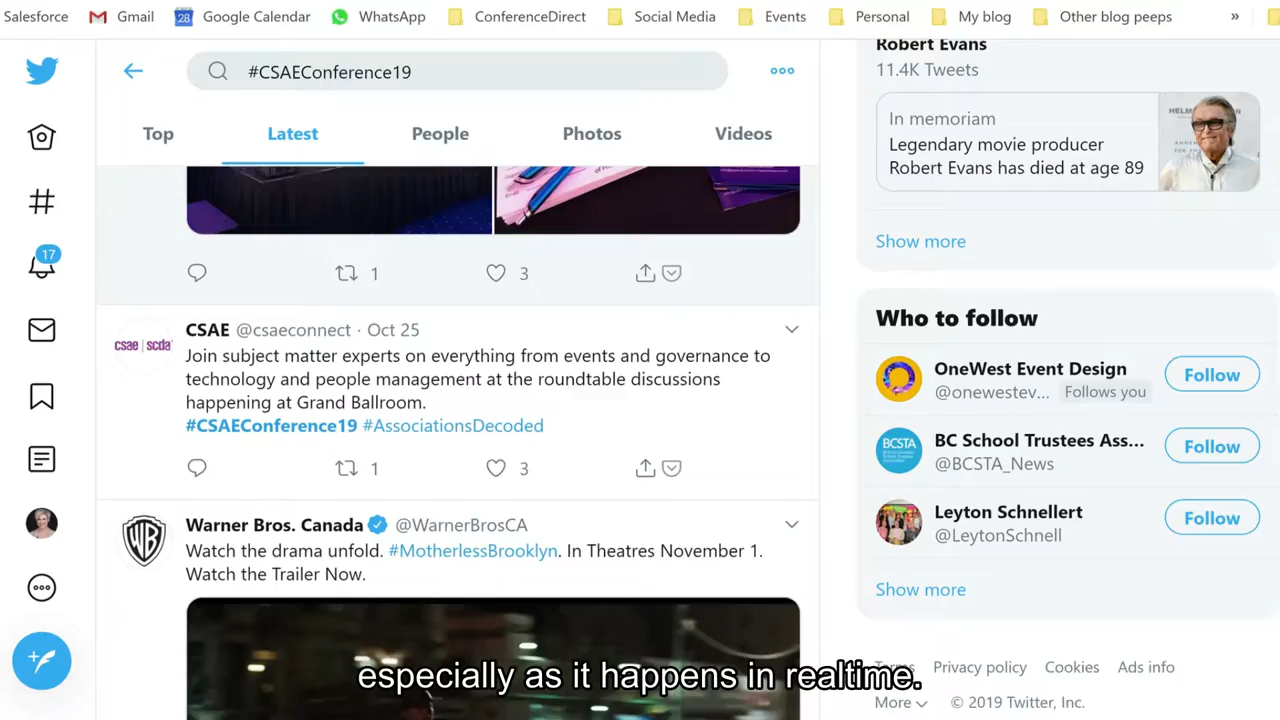 Salesforce Gmail 28 Google Calendar WhatsApp ConferenceDirect Social Media Events Personal My blog Other blog peeps »
#CSAEConference19
Top Latest People Photos Videos
17
1 3
csae | scda
CSAE @csaeconnect · Oct 25
Join subject matter experts on everything from events and governance to
technology and people management at the roundtable discussions
happening at Grand Ballroom.
#CSAEConference19 #AssociationsDecoded
1 3
WB
Warner Bros. Canada @WarnerBrosCA
Watch the drama unfold. #MotherlessBrooklyn. In Theatres November 1.
Watch the Trailer Now.
Robert Evans
11.4K Tweets
In memoriam
Legendary movie producer
Robert Evans has died at age 89
Show more
Who to follow
OneWest Event Design
@onewestev... Follows you
Follow
BCSTA
BC School Trustees Ass...
@BCSTA_News
Follow
Leyton Schnellert
@LeytonSchnell
Follow
Show more
Terms Privacy policy Cookies Ads info
More © 2019 Twitter, Inc.
especially as it happens in realtime.